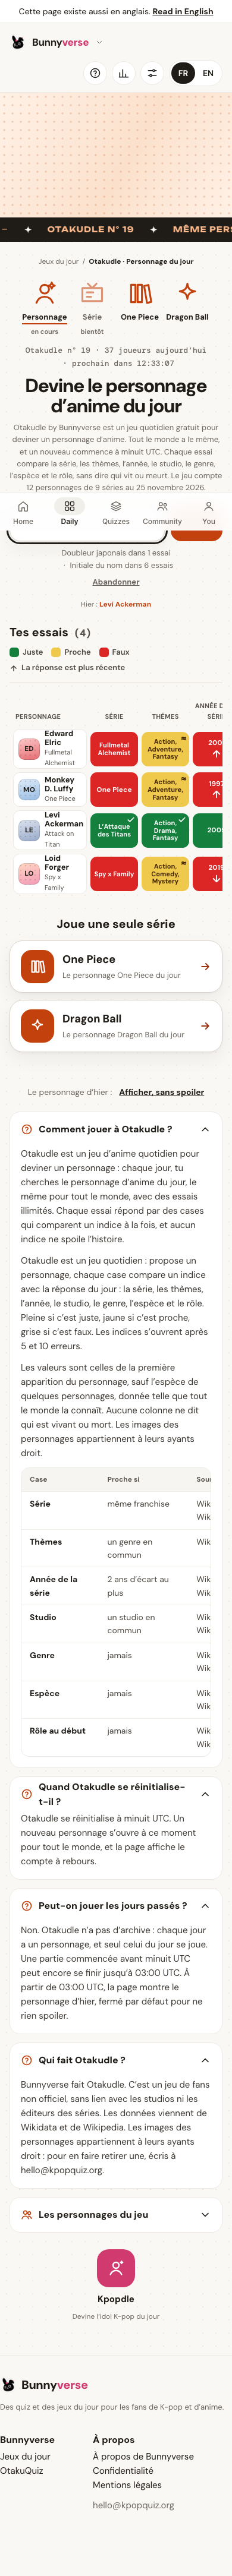 Cette page existe aussi en anglais. Read in English
Bunnyverse
FR EN
OTAKUDLE N° 19
MÊME PERS
Jeux du jour / Otakudle · Personnage du jour
Personnage Série One Piece Dragon Ball
en cours bientôt
Otakudle n° 19 · 37 joueurs aujourd'hui
· prochain dans 12:33:07
Devine le personnage
d'anime du jour
Otakudle by Bunnyverse est un jeu quotidien gratuit pour
deviner un personnage d'anime. Tout le monde a le même,
et un nouveau commence à minuit UTC. Chaque essai
compare la série, les thèmes, l'année, le studio, le genre,
l'espèce et le rôle, sans dire qui vit ou meurt. Le jeu compte
12 personnages de 9 séries au 25 novembre 2026.
Home Daily Quizzes Community You
Doubleur japonais dans 1 essai
· Initiale du nom dans 6 essais
Abandonner
Hier : Levi Ackerman
Tes essais (4)
Juste Proche Faux
La réponse est plus récente
PERSONNAGE SÉRIE THÈMES ANNÉE D
SÉRI
ED Edward
Elric
Fullmetal
Alchemist
Fullmetal
Alchemist
Action,
Adventure,
Fantasy
200
MO Monkey
D. Luffy
One Piece
One Piece
Action,
Adventure,
Fantasy
1997
LE Levi
Ackerman
Attack on
Titan
L'Attaque
des Titans
Action,
Drama,
Fantasy
200
LO Loid
Forger
Spy x
Family
Spy x Family
Action,
Comedy,
Mystery
2019
Joue une seule série
One Piece
Le personnage One Piece du jour
Dragon Ball
Le personnage Dragon Ball du jour
Le personnage d'hier : Afficher, sans spoiler
Comment jouer à Otakudle ?
Otakudle est un jeu d'anime quotidien pour
deviner un personnage : chaque jour, tu
cherches le personnage d'anime du jour, le
même pour tout le monde, avec des essais
illimités. Chaque essai répond par des cases
qui comparent un indice à la fois, et aucun
indice ne spoile l'histoire.
Otakudle est un jeu quotidien : propose un
personnage, chaque case compare un indice
avec la réponse du jour : la série, les thèmes,
l'année, le studio, le genre, l'espèce et le rôle.
Pleine si c'est juste, jaune si c'est proche,
grise si c'est faux. Les indices s'ouvrent après
5 et 10 erreurs.
Les valeurs sont celles de la première
apparition du personnage, sauf l'espèce de
quelques personnages, donnée telle que tout
le monde la connaît. Aucune colonne ne dit
qui est vivant ou mort. Les images des
personnages appartiennent à leurs ayants
droit.
Case Proche si Sour
Série même franchise Wik
Wik
Thèmes un genre en
commun Wik
Année de la
série 2 ans d'écart au
plus Wik
Wik
Studio un studio en
commun Wik
Wik
Genre jamais Wik
Wik
Espèce jamais Wik
Wik
Rôle au début jamais Wik
Wik
Quand Otakudle se réinitialise-
t-il ?
Otakudle se réinitialise à minuit UTC. Un
nouveau personnage s'ouvre à ce moment
pour tout le monde, et la page affiche le
compte à rebours.
Peut-on jouer les jours passés ?
Non. Otakudle n'a pas d'archive : chaque jour
a un personnage, et seul celui du jour se joue.
Une partie commencée avant minuit UTC
peut encore se finir jusqu'à 03:00 UTC. À
partir de 03:00 UTC, la page montre le
personnage d'hier, fermé par défaut pour ne
rien spoiler.
Qui fait Otakudle ?
Bunnyverse fait Otakudle. C'est un jeu de fans
non officiel, sans lien avec les studios ni les
éditeurs des séries. Les données viennent de
Wikidata et de Wikipedia. Les images des
personnages appartiennent à leurs ayants
droit : pour en faire retirer une, écris à
hello@kpopquiz.org.
Les personnages du jeu
Kpopdle
Devine l'idol K-pop du jour
Bunnyverse
Des quiz et des jeux du jour pour les fans de K-pop et d'anime.
Bunnyverse À propos
Jeux du jour À propos de Bunnyverse
OtakuQuiz Confidentialité
Mentions légales
hello@kpopquiz.org